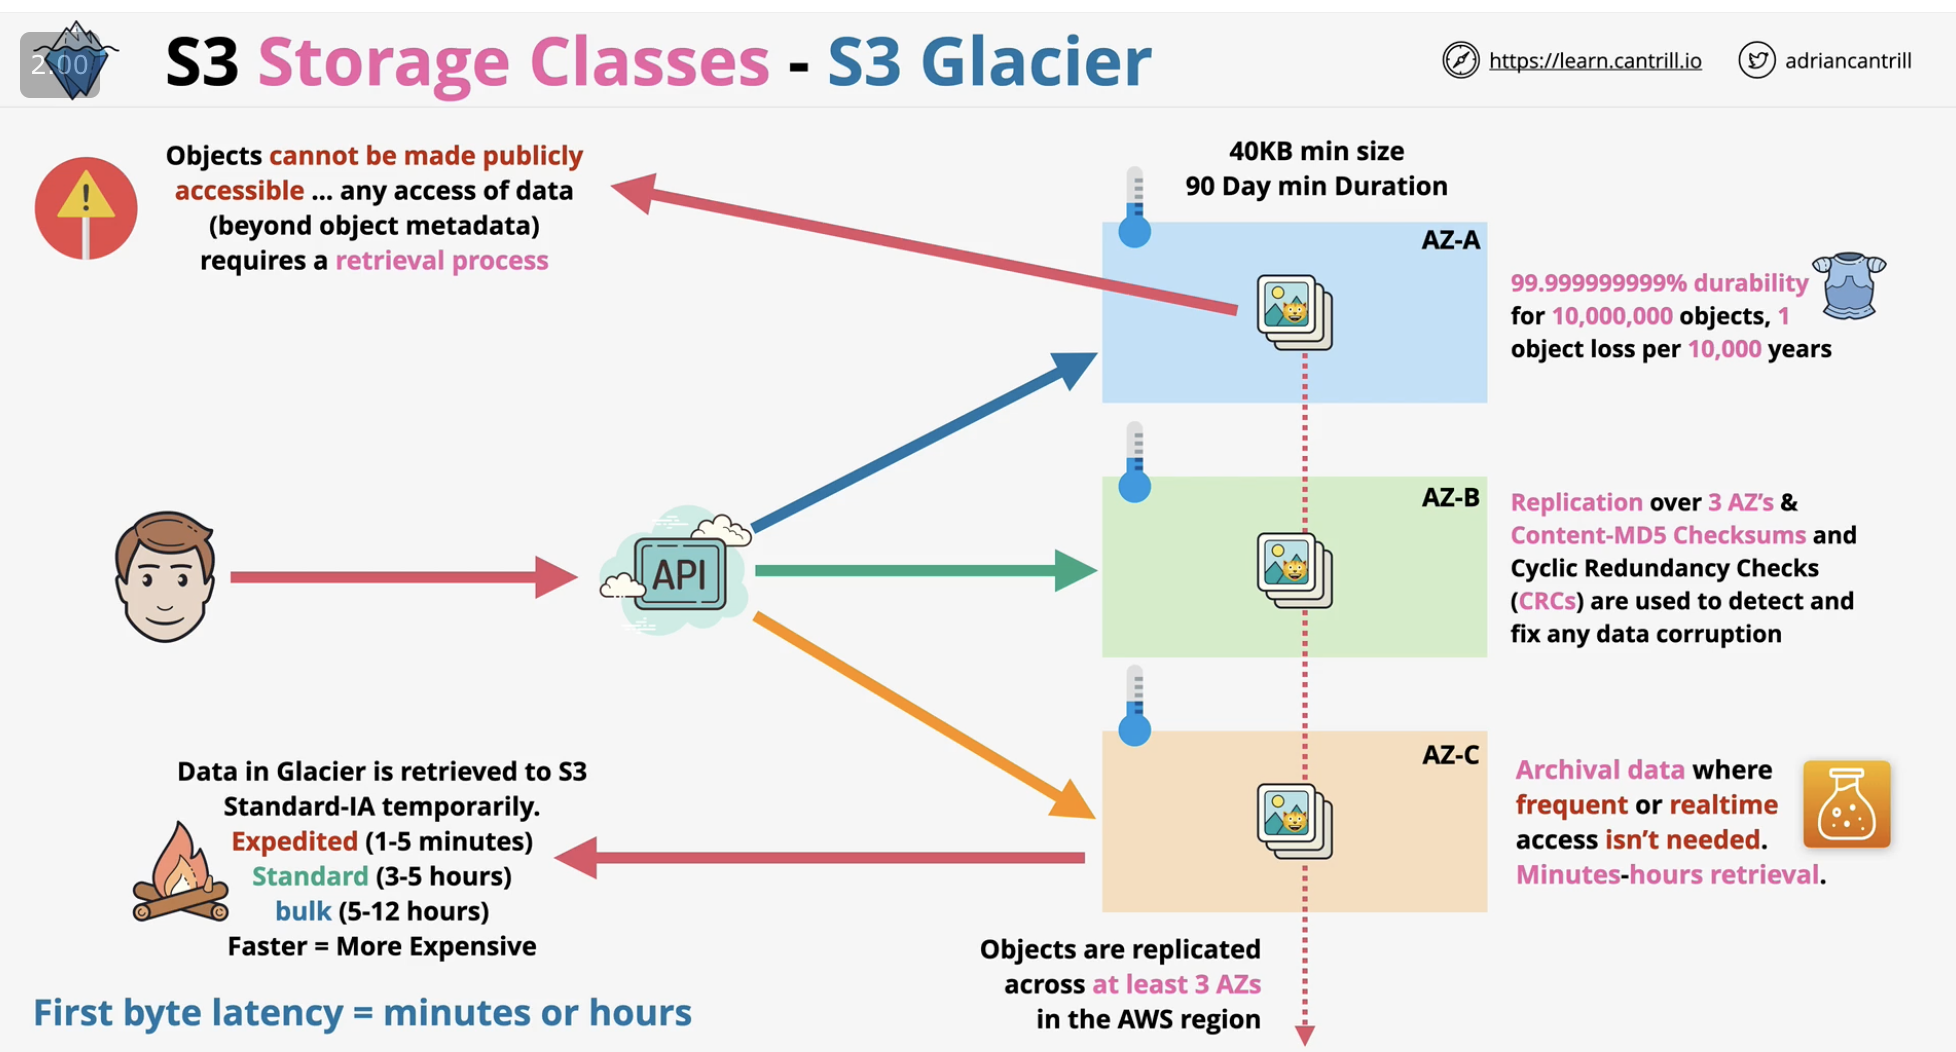 2.00
S3 Storage Classes - S3 Glacier
https://learn.cantrill.io
adriancantrill
Objects cannot be made publicly
accessible ... any access of data
(beyond object metadata)
requires a retrieval process
40KB min size
90 Day min Duration
AZ-A
99.999999999% durability
for 10,000,000 objects, 1
object loss per 10,000 years
API
AZ-B
Replication over 3 AZ's &
Content-MD5 Checksums and
Cyclic Redundancy Checks
(CRCs) are used to detect and
fix any data corruption
Data in Glacier is retrieved to S3
Standard-IA temporarily.
Expedited (1-5 minutes)
Standard (3-5 hours)
bulk (5-12 hours)
Faster = More Expensive
AZ-C
Archival data where
frequent or realtime
access isn't needed.
Minutes-hours retrieval.
Objects are replicated
across at least 3 AZs
in the AWS region
First byte latency = minutes or hours